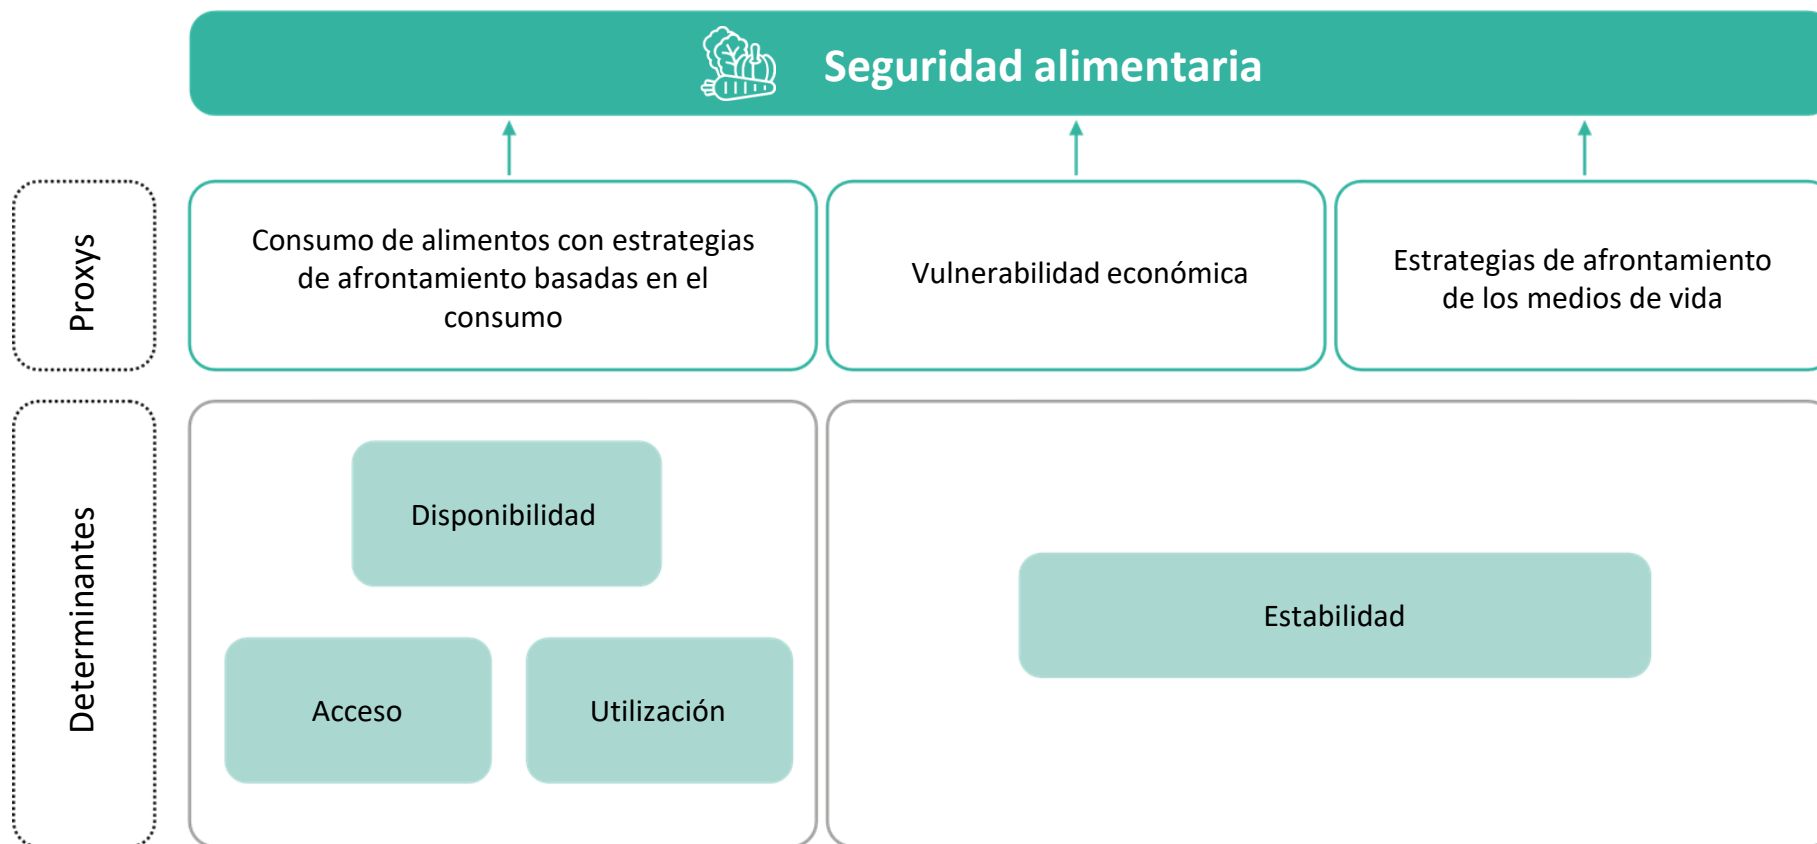 Seguridad alimentaria
Proxys
Consumo de alimentos con estrategias
de afrontamiento basadas en el
consumo
Vulnerabilidad económica
Estrategias de afrontamiento
de los medios de vida
Determinantes
Disponibilidad
Acceso
Utilización
Estabilidad